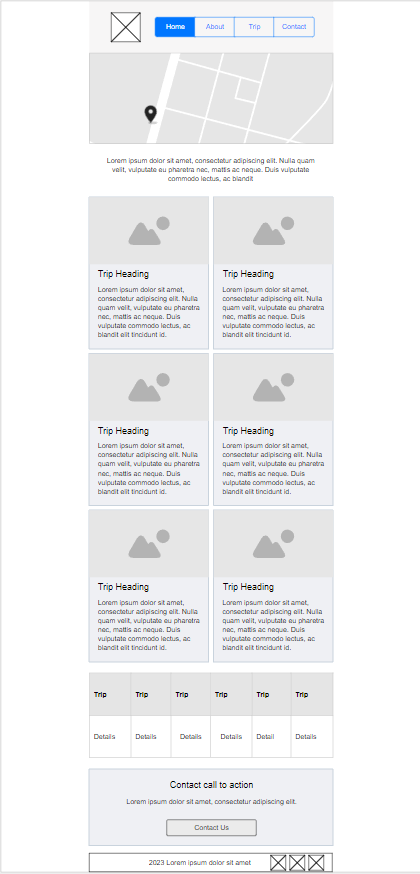 Home About Trip Contact
Lorem ipsum dolor sit amet, consectetur adipiscing elit. Nulla quam
velit, vulputate eu pharetra nec, mattis ac neque. Duis vulputate
commodo lectus, ac blandit
Trip Heading
Lorem ipsum dolor sit amet,
consectetur adipiscing elit. Nulla
quam velit, vulputate eu pharetra
nec, mattis ac neque. Duis
vulputate commodo lectus, ac
blandit elit tincidunt id.
Trip Heading
Lorem ipsum dolor sit amet,
consectetur adipiscing elit. Nulla
quam velit, vulputate eu pharetra
nec, mattis ac neque. Duis
vulputate commodo lectus, ac
blandit elit tincidunt id.
Trip Heading
Lorem ipsum dolor sit amet,
consectetur adipiscing elit. Nulla
quam velit, vulputate eu pharetra
nec, mattis ac neque. Duis
vulputate commodo lectus, ac
blandit elit tincidunt id.
Trip Heading
Lorem ipsum dolor sit amet,
consectetur adipiscing elit. Nulla
quam velit, vulputate eu pharetra
nec, mattis ac neque. Duis
vulputate commodo lectus, ac
blandit elit tincidunt id.
Trip Heading
Lorem ipsum dolor sit amet,
consectetur adipiscing elit. Nulla
quam velit, vulputate eu pharetra
nec, mattis ac neque. Duis
vulputate commodo lectus, ac
blandit elit tincidunt id.
Trip Heading
Lorem ipsum dolor sit amet,
consectetur adipiscing elit. Nulla
quam velit, vulputate eu pharetra
nec, mattis ac neque. Duis
vulputate commodo lectus, ac
blandit elit tincidunt id.
Trip Trip Trip Trip Trip Trip
Details Details Details Details Detail Details
Contact call to action
Lorem ipsum dolor sit amet, consectetur adipiscing elit.
Contact Us
2023 Lorem ipsum dolor sit amet